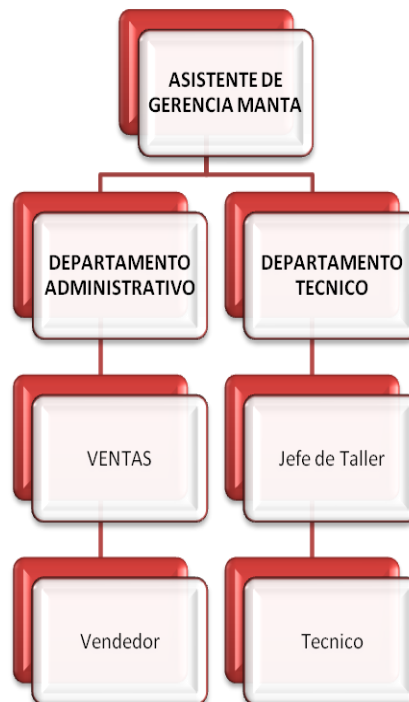 ASISTENTE DE
GERENCIA MANTA
DEPARTAMENTO
ADMINISTRATIVO
DEPARTAMENTO
TECNICO
VENTAS
Jefe de Taller
Vendedor
Tecnico